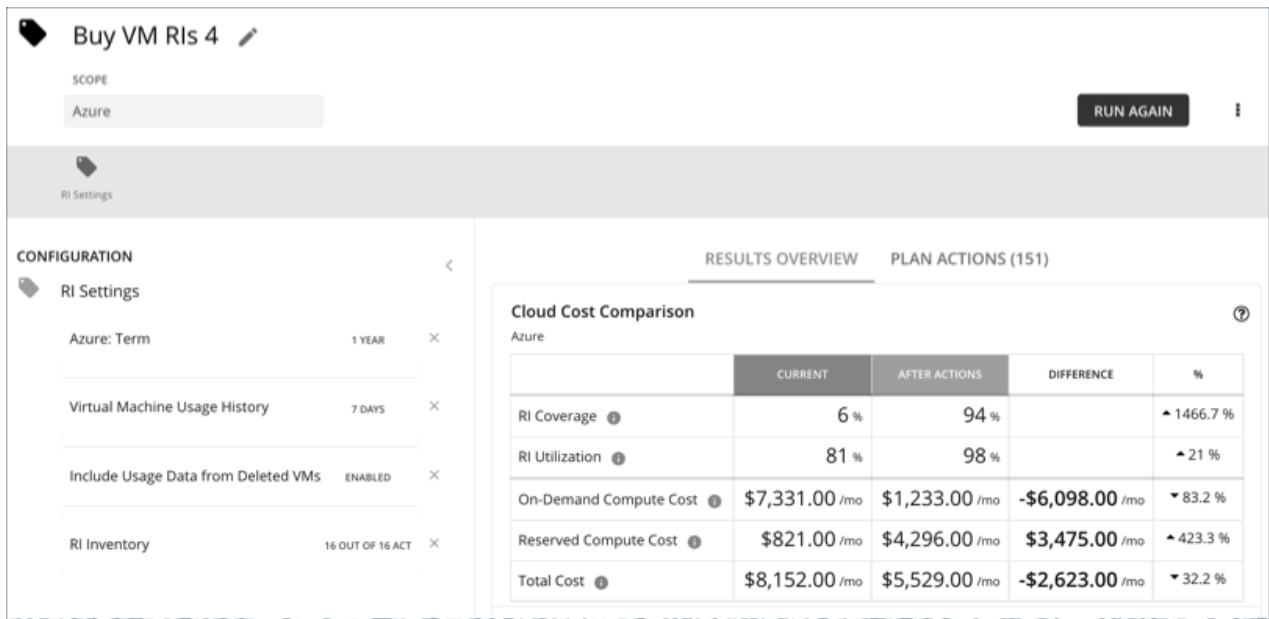 Buy VM RIs 4
SCOPE
Azure
RUN AGAIN
RI Settings
CONFIGURATION
RI Settings
Azure: Term 1 YEAR
Virtual Machine Usage History 7 DAYS
Include Usage Data from Deleted VMs ENABLED
RI Inventory 16 OUT OF 16 ACT
RESULTS OVERVIEW PLAN ACTIONS (151)
Cloud Cost Comparison
Azure
CURRENT AFTER ACTIONS DIFFERENCE %
RI Coverage 6 % 94 % 1466.7 %
RI Utilization 81 % 98 % 21 %
On-Demand Compute Cost $7,331.00 /mo $1,233.00 /mo -$6,098.00 /mo 83.2 %
Reserved Compute Cost $821.00 /mo $4,296.00 /mo $3,475.00 /mo 423.3 %
Total Cost $8,152.00 /mo $5,529.00 /mo -$2,623.00 /mo 32.2 %